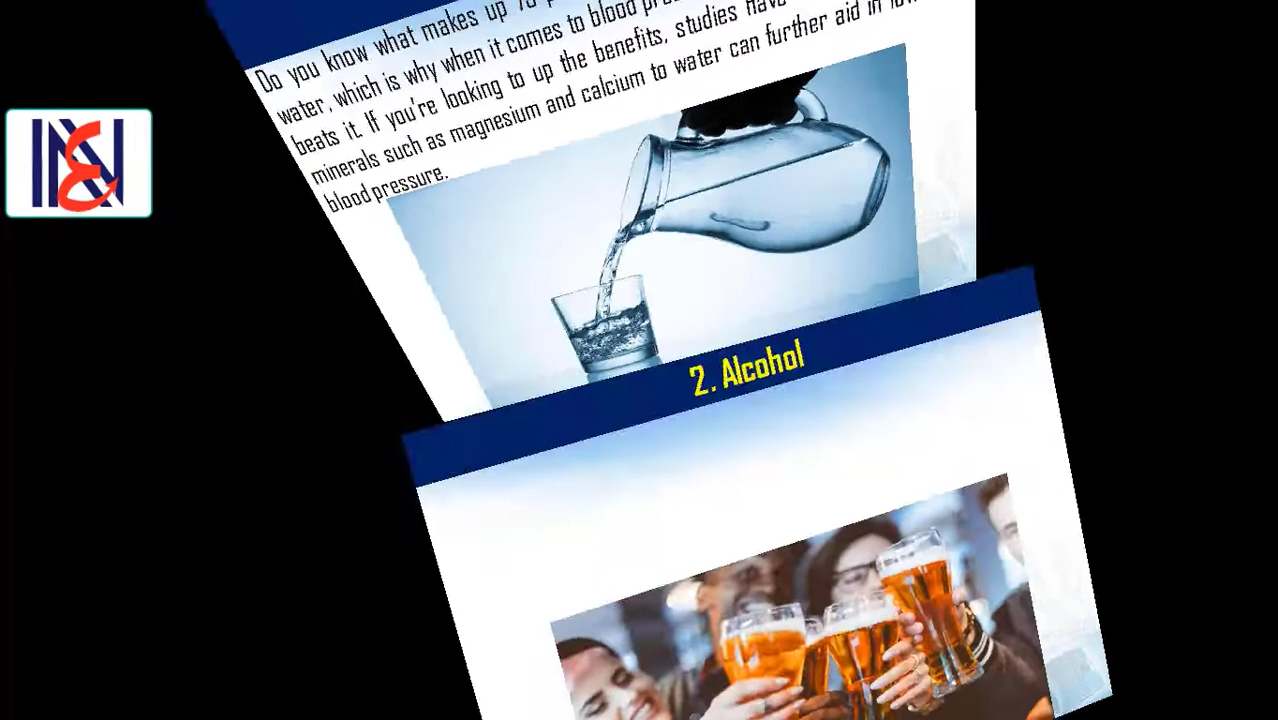 Do you know what makes up
water, which is why when it comes to blood
beats it. If you're looking to up the benefits, studies have
minerals such as magnesium and calcium to water can further aid in
blood pressure.
2. Alcohol